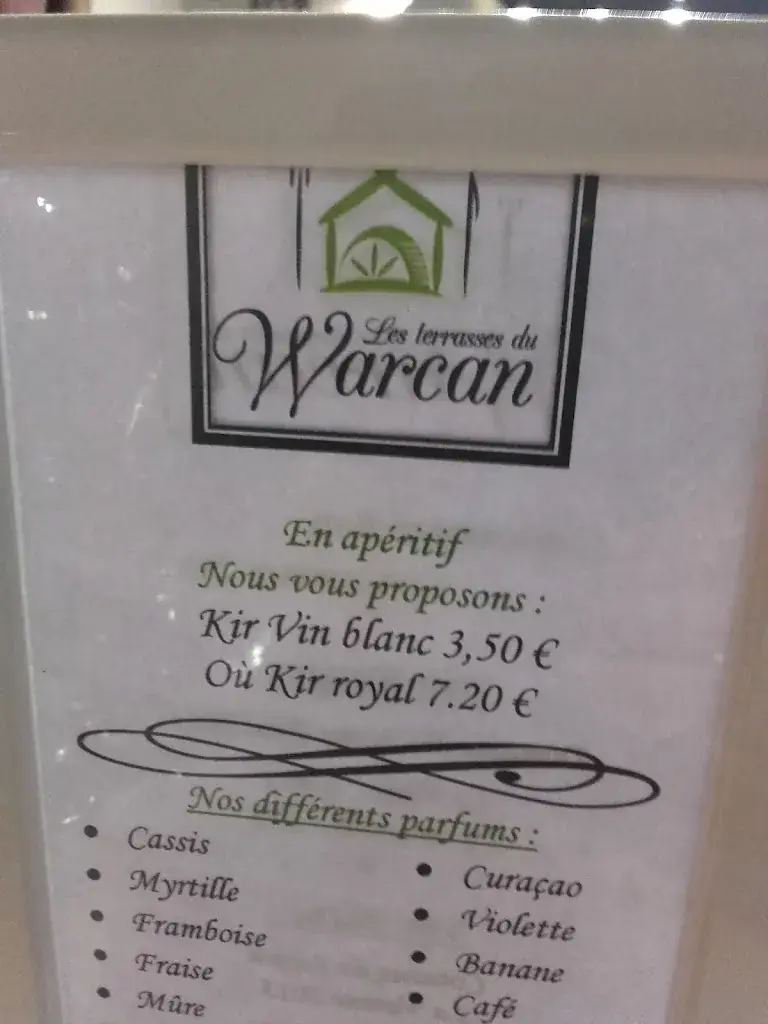 Les terrasses du
Warcan
En apéritif
Nous vous proposons :
Kir Vin blanc 3,50 €
Où Kir royal 7.20 €
Nos différents parfums :
• Cassis
• Myrtille
• Framboise
• Fraise
• Mûre
• Curaçao
• Violette
• Banane
• Café